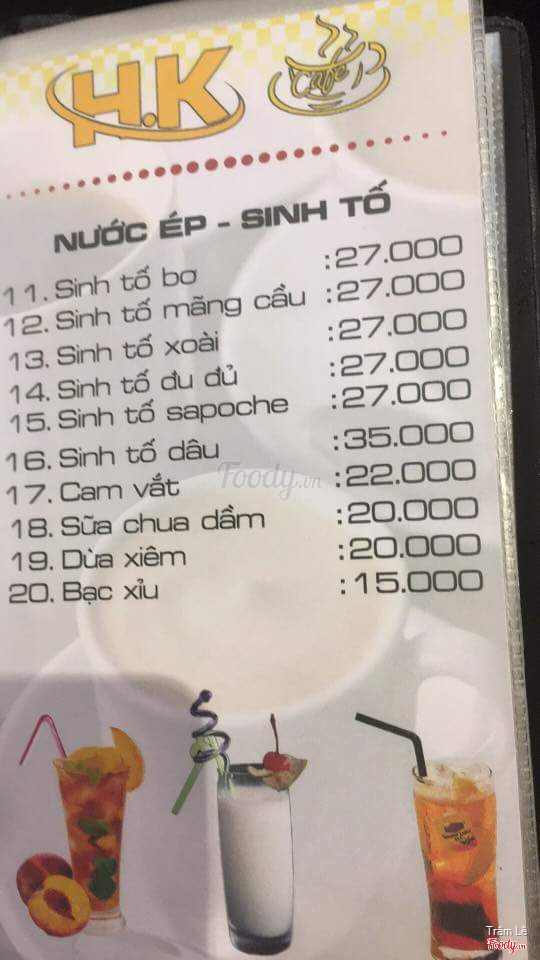 H.K
Café
NƯỚC ÉP - SINH TỐ
11. Sinh tố bơ :27.000
12. Sinh tố mãng cầu :27.000
13. Sinh tố xoài :27.000
14. Sinh tố đu đủ :27.000
15. Sinh tố sapoche :27.000
16. Sinh tố dâu :35.000
17. Cam vắt :22.000
18. Sữa chua dầm :20.000
19. Dừa xiêm :20.000
20. Bạc xỉu :15.000
Foody.vn
Trâm Lê
Foody.vn